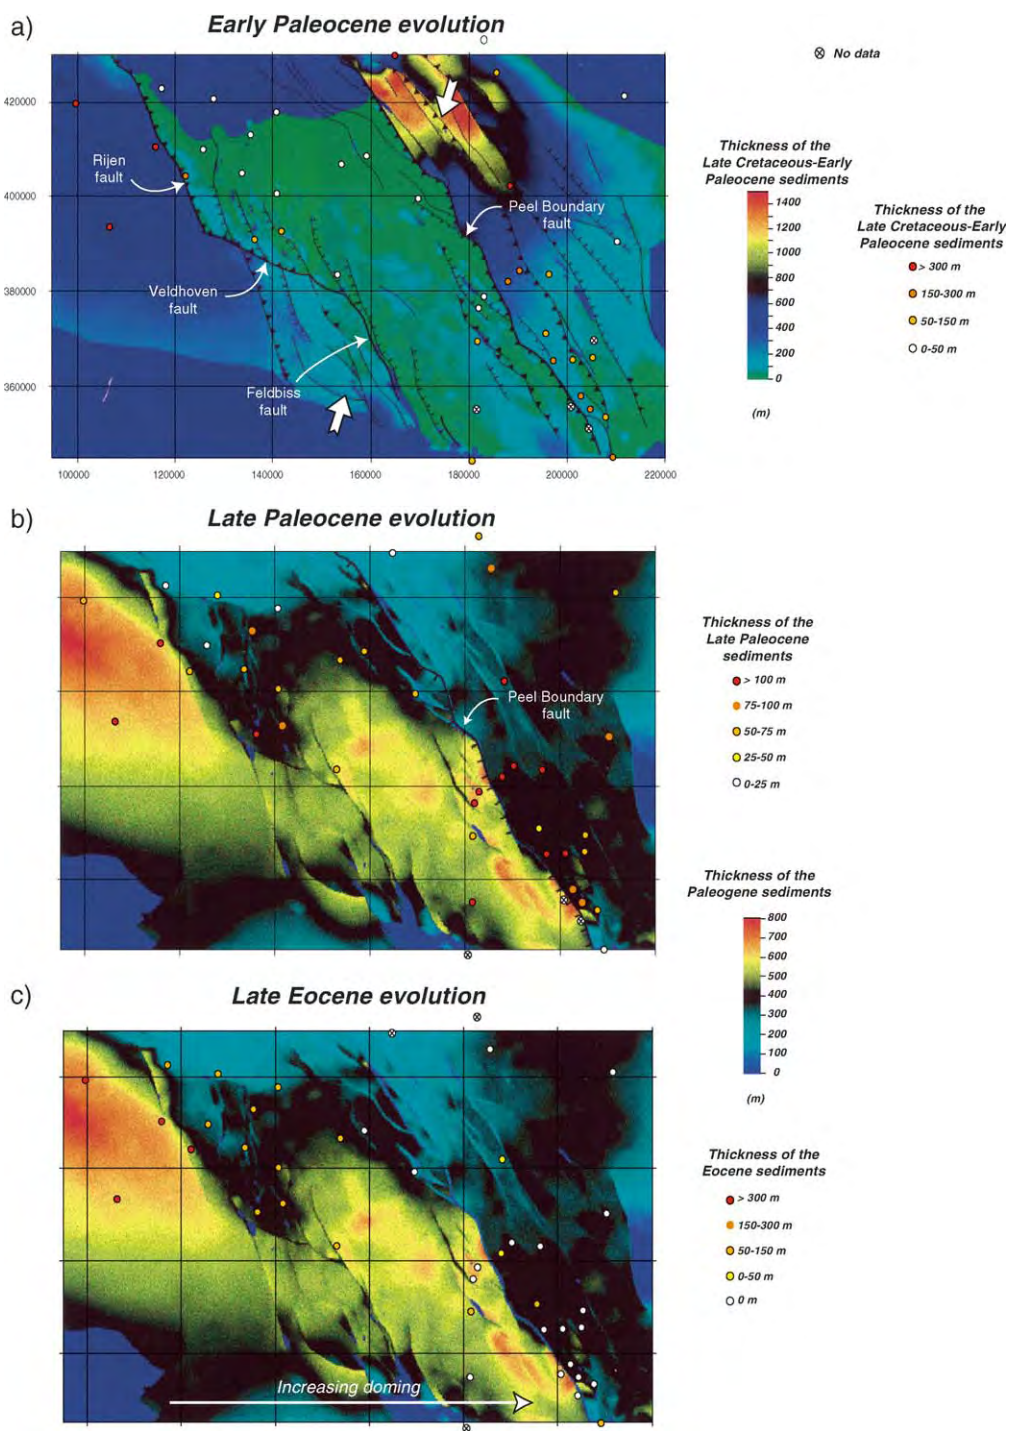 a)
Early Paleocene evolution
No data
420000
400000
380000
360000
100000
120000
140000
160000
180000
200000
220000
Rijen
fault
Peel Boundary
fault
Veldhoven
fault
Feldbiss
fault
Thickness of the
Late Cretaceous-Early
Paleocene sediments
1400
1200
1000
800
600
400
200
0
(m)
Thickness of the
Late Cretaceous-Early
Paleocene sediments
> 300 m
150-300 m
50-150 m
0-50 m
b)
Late Paleocene evolution
Peel Boundary
fault
Thickness of the
Late Paleocene
sediments
> 100 m
75-100 m
50-75 m
25-50 m
0-25 m
Thickness of the
Paleogene sediments
800
700
600
500
400
300
200
100
0
(m)
c)
Late Eocene evolution
Increasing doming
Thickness of the
Eocene sediments
> 300 m
150-300 m
50-150 m
0-50 m
0 m